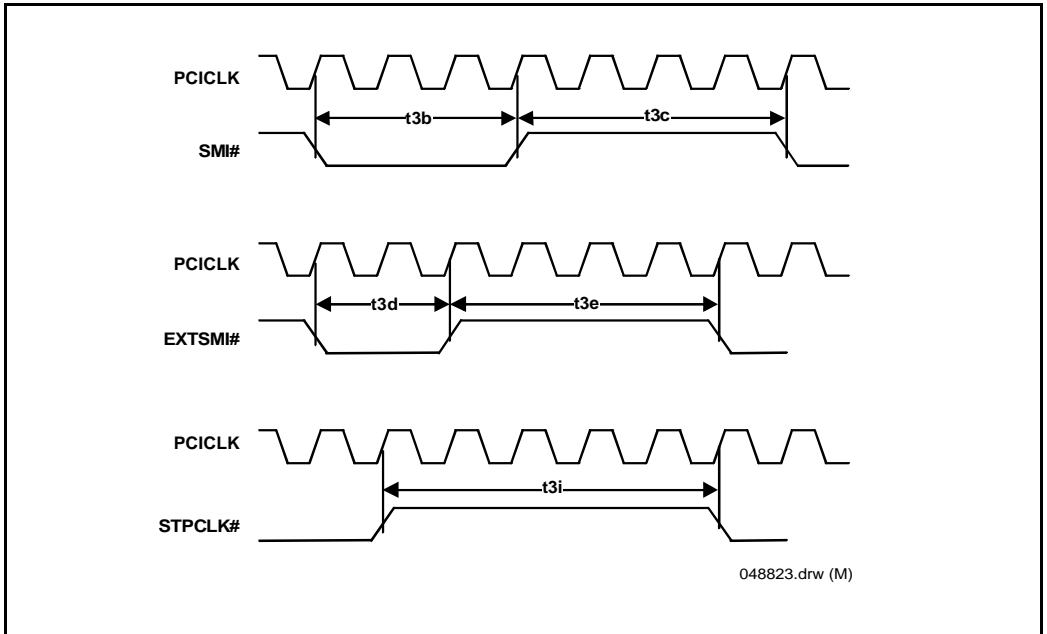 PCICLK
t3b
t3c
SMI#
PCICLK
t3d
t3e
EXTSMI#
PCICLK
t3i
STPCLK#
048823.drw (M)